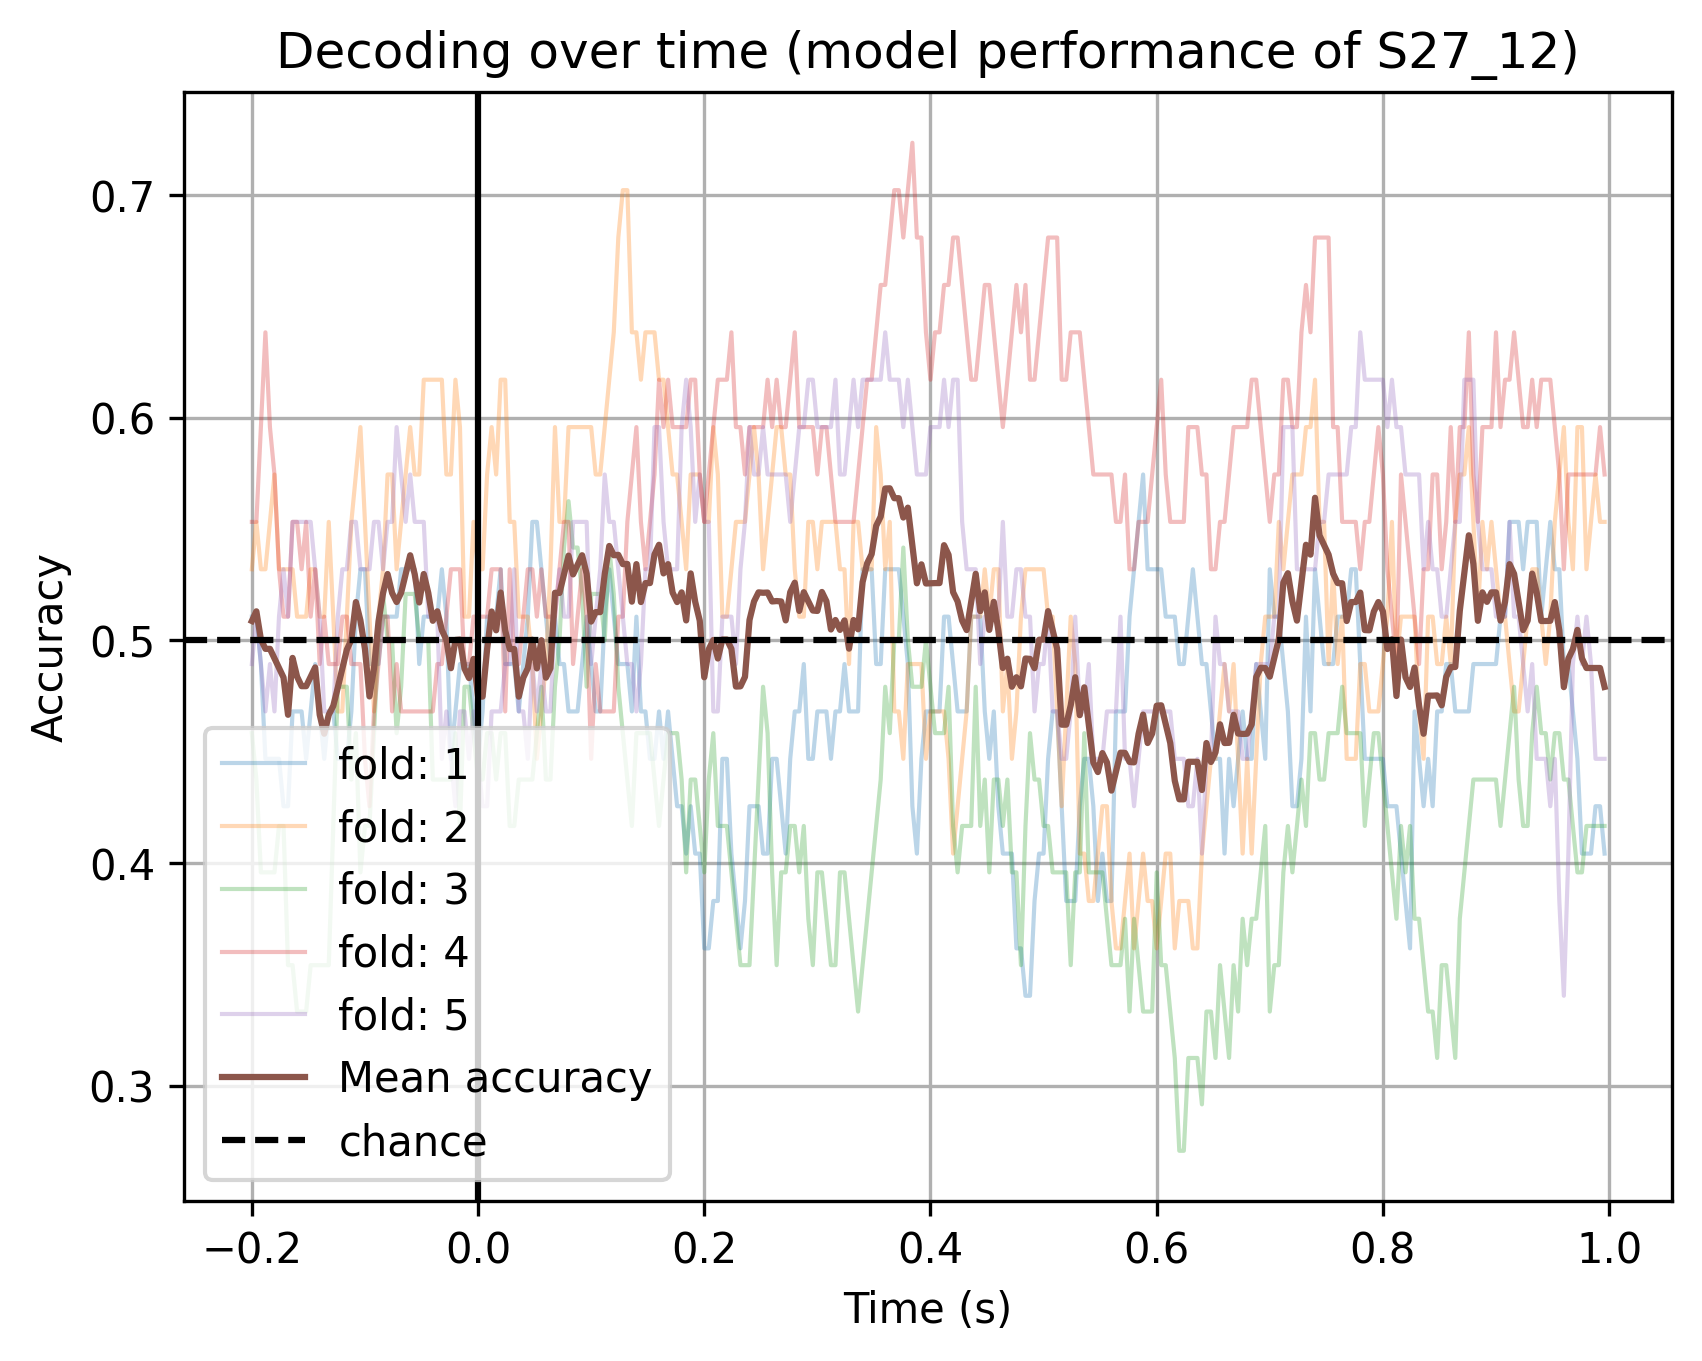 Decoding over time (model performance of S27_12)
Accuracy
0.7
0.6
0.5
0.4
0.3
fold: 1
fold: 2
fold: 3
fold: 4
fold: 5
Mean accuracy
chance
−0.2 0.0 0.2 0.4 0.6 0.8 1.0
Time (s)